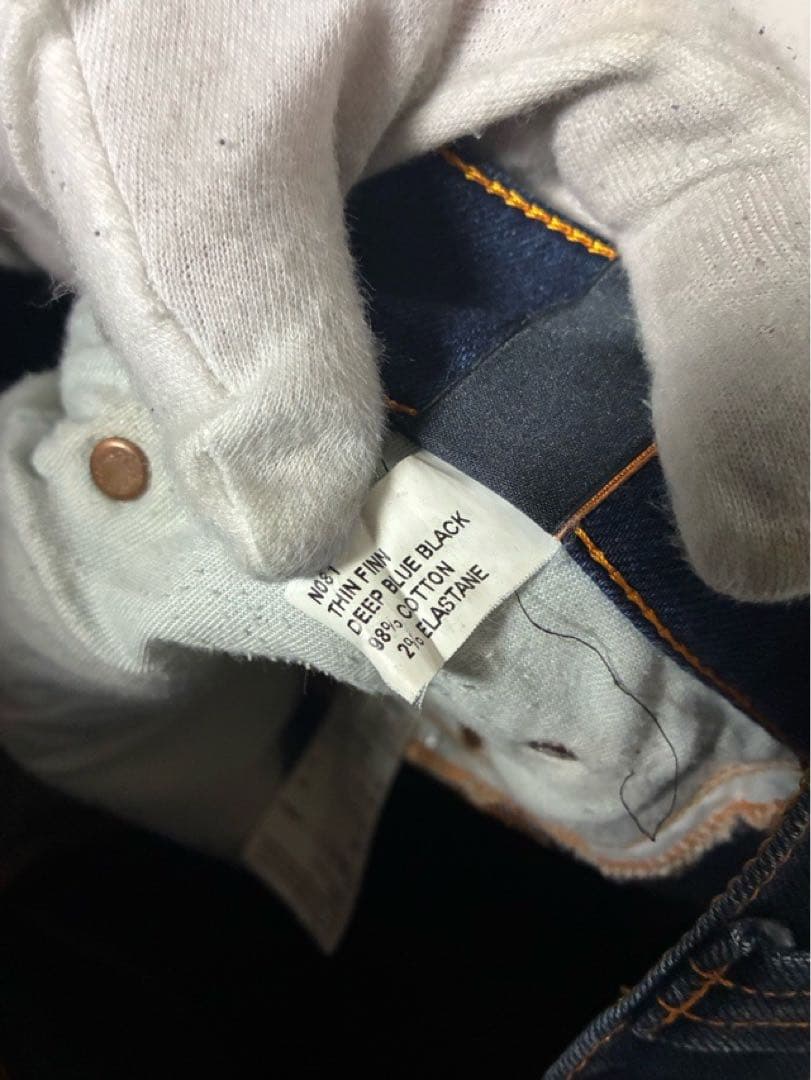 N081
THIN FINN
DEEP BLUE BLACK
98% COTTON
2% ELASTANE